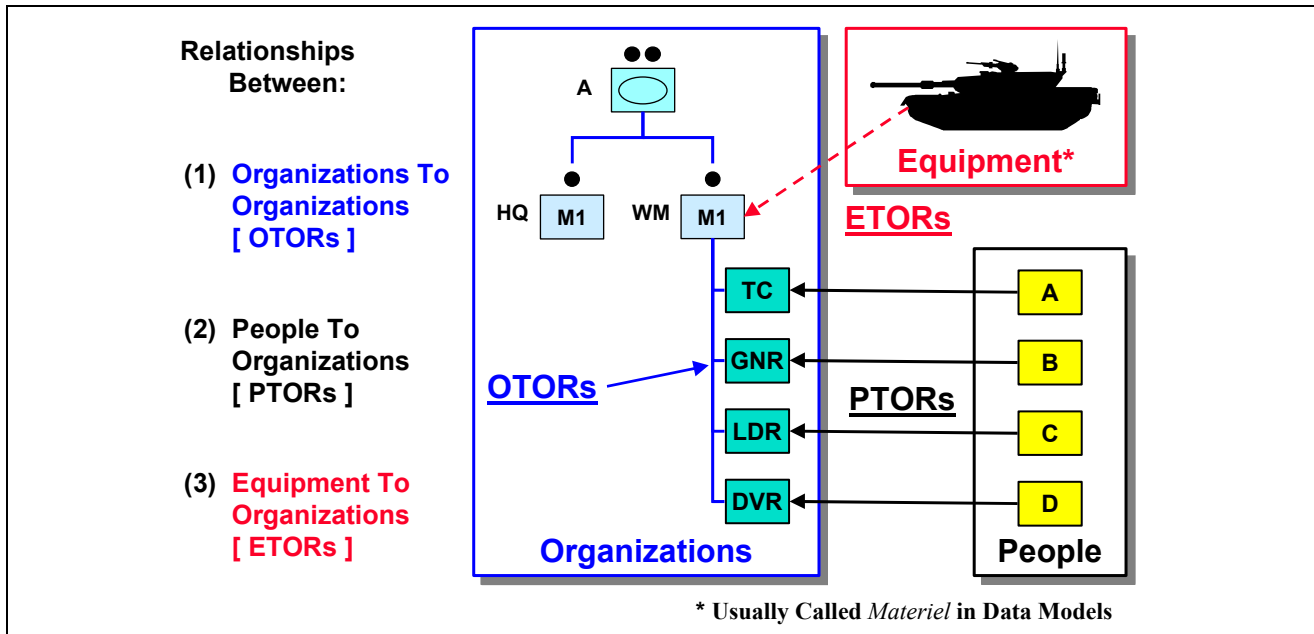 Relationships
Between:
(1) Organizations To
Organizations
[ OTORs ]
(2) People To
Organizations
[ PTORs ]
(3) Equipment To
Organizations
[ ETORs ]
A
HQ
M1
WM
M1
TC
GNR
LDR
DVR
OTORs
Organizations
Equipment*
ETORs
PTORs
A
B
C
D
People
* Usually Called Materiel in Data Models